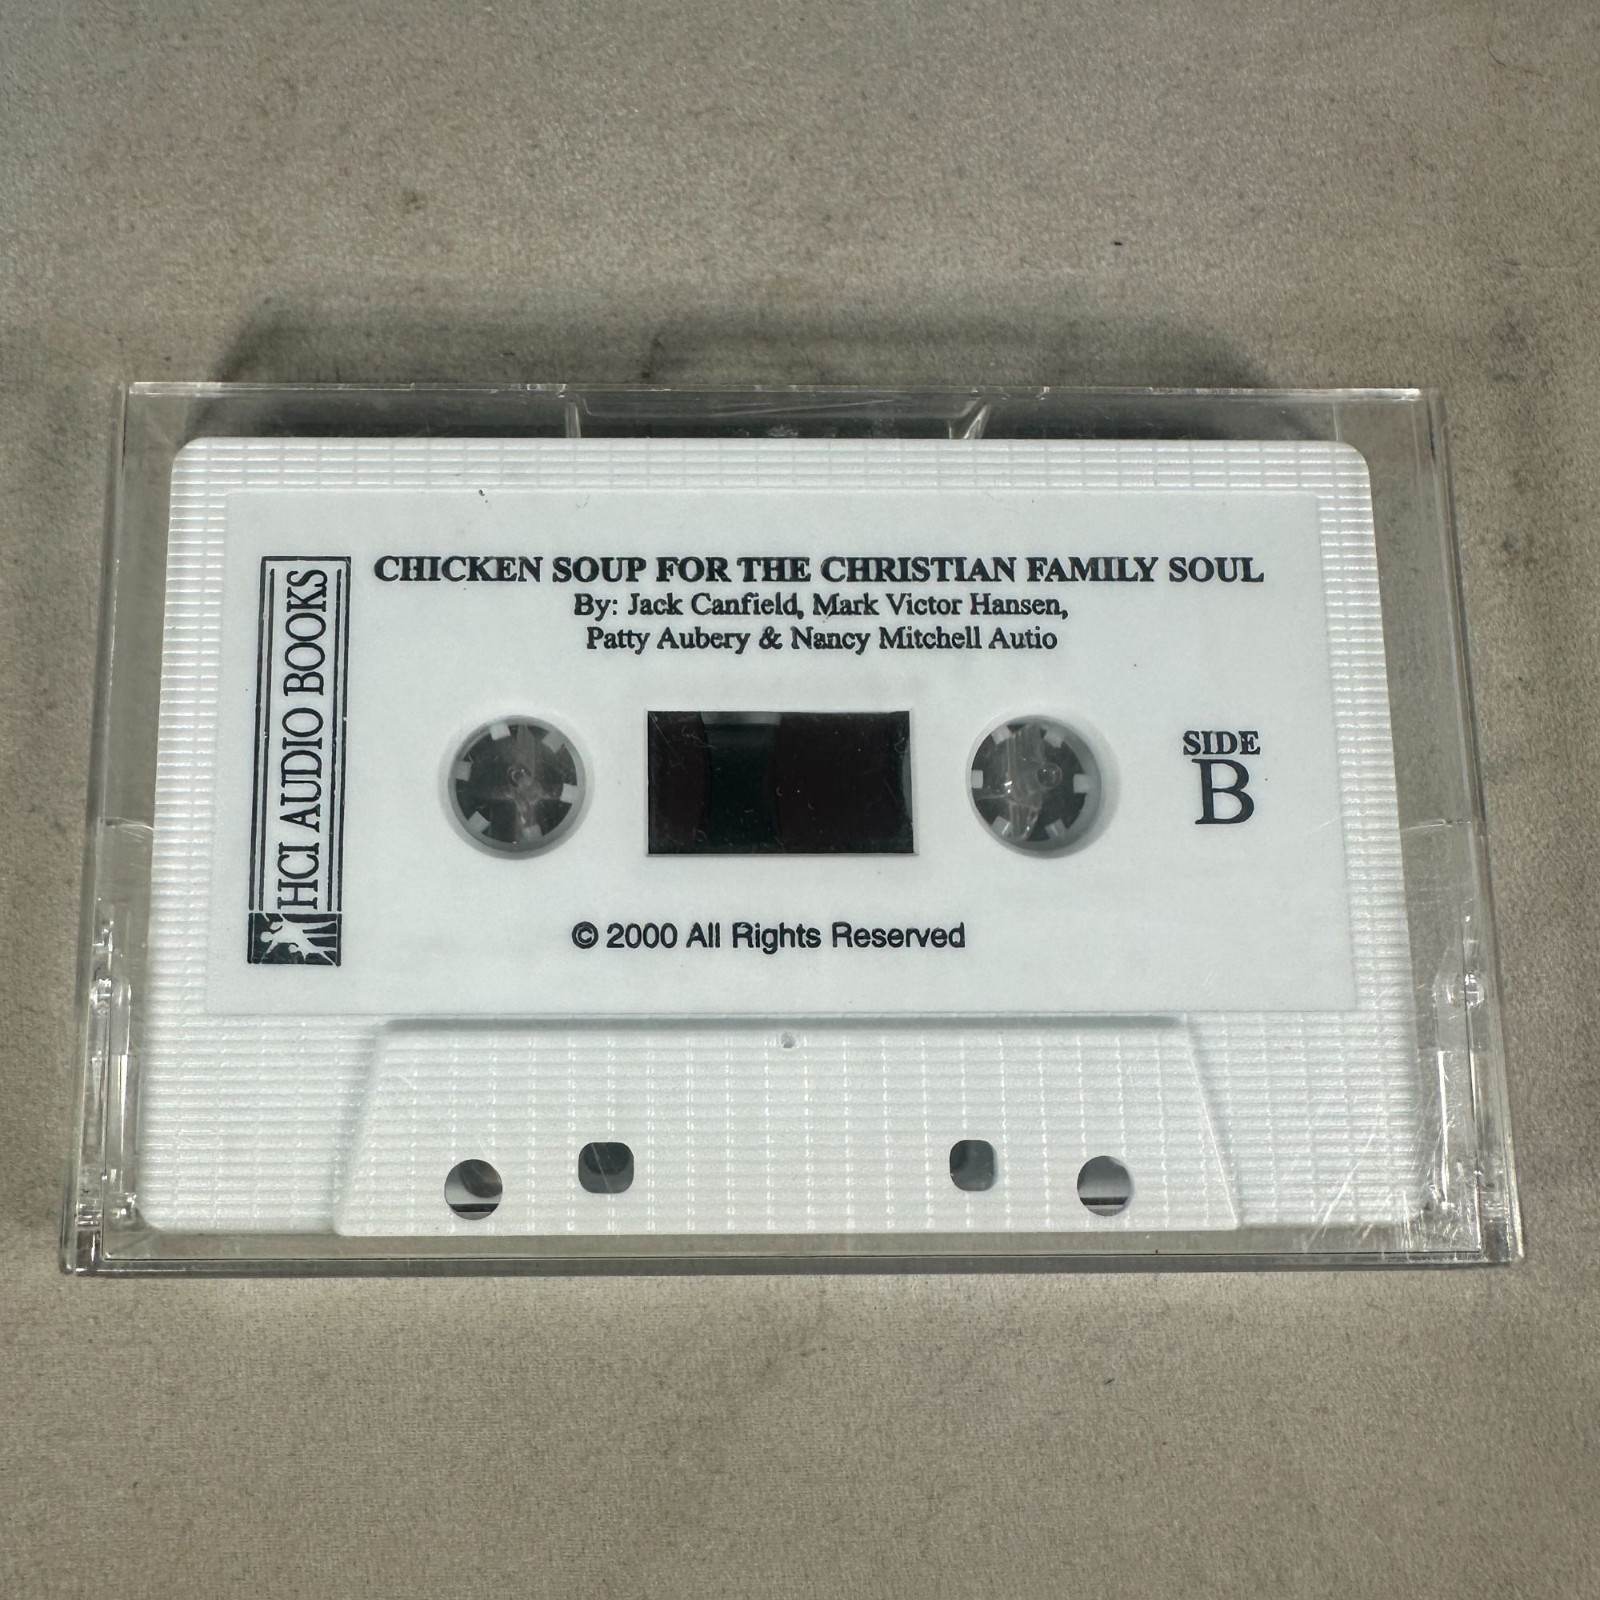 HCI AUDIO BOOKS
CHICKEN SOUP FOR THE CHRISTIAN FAMILY SOUL
By: Jack Canfield, Mark Victor Hansen,
Patty Aubery & Nancy Mitchell Autio
SIDE
B
© 2000 All Rights Reserved